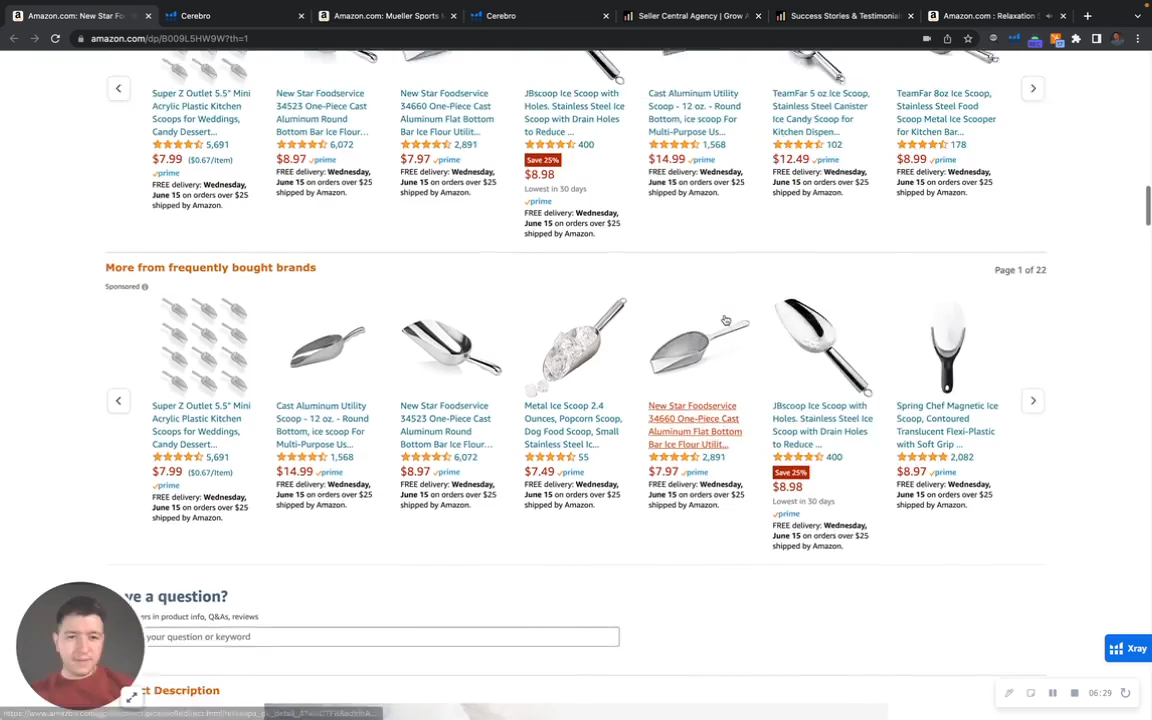 Amazon.com: New Star Fo
Cerebro
Amazon.com: Mueller Sports M
Cerebro
Seller Central Agency | Grow A
Success Stories & Testimonial
Amazon.com : Relaxation S
amazon.com/dp/B009L5HW9W?th=1
Super Z Outlet 5.5" Mini
Acrylic Plastic Kitchen
Scoops for Weddings,
Candy Dessert...
5,691
$7.99 ($0.67/Item)
prime
FREE delivery: Wednesday,
June 15 on orders over $25
shipped by Amazon.
New Star Foodservice
34523 One-Piece Cast
Aluminum Round
Bottom Bar Ice Flour...
6,072
$8.97 prime
FREE delivery: Wednesday,
June 15 on orders over $25
shipped by Amazon.
New Star Foodservice
34660 One-Piece Cast
Aluminum Flat Bottom
Bar Ice Flour Utilit...
2,891
$7.97 prime
FREE delivery: Wednesday,
June 15 on orders over $25
shipped by Amazon.
JBscoop Ice Scoop with
Holes. Stainless Steel Ice
Scoop with Drain Holes
to Reduce ...
400
Save 25%
$8.98
Lowest in 30 days
prime
FREE delivery: Wednesday,
June 15 on orders over $25
shipped by Amazon.
Cast Aluminum Utility
Scoop - 12 oz. - Round
Bottom, ice scoop For
Multi-Purpose Us...
1,568
$14.99 prime
FREE delivery: Wednesday,
June 15 on orders over $25
shipped by Amazon.
TeamFar 5 oz Ice Scoop,
Stainless Steel Canister
Ice Candy Scoop for
Kitchen Dispen...
102
$12.49 prime
FREE delivery: Wednesday,
June 15 on orders over $25
shipped by Amazon.
TeamFar 8oz Ice Scoop,
Stainless Steel Food
Scoop Metal Ice Scooper
for Kitchen Bar...
178
$8.99 prime
FREE delivery: Wednesday,
June 15 on orders over $25
shipped by Amazon.
More from frequently bought brands
Page 1 of 22
Sponsored
Super Z Outlet 5.5" Mini
Acrylic Plastic Kitchen
Scoops for Weddings,
Candy Dessert...
5,691
$7.99 ($0.67/Item)
prime
FREE delivery: Wednesday,
June 15 on orders over $25
shipped by Amazon.
Cast Aluminum Utility
Scoop - 12 oz. - Round
Bottom, ice scoop For
Multi-Purpose Us...
1,568
$14.99 prime
FREE delivery: Wednesday,
June 15 on orders over $25
shipped by Amazon.
New Star Foodservice
34523 One-Piece Cast
Aluminum Round
Bottom Bar Ice Flour...
6,072
$8.97 prime
FREE delivery: Wednesday,
June 15 on orders over $25
shipped by Amazon.
Metal Ice Scoop 2.4
Ounces, Popcorn Scoop,
Dog Food Scoop, Small
Stainless Steel Ic...
55
$7.49 prime
FREE delivery: Wednesday,
June 15 on orders over $25
shipped by Amazon.
New Star Foodservice
34660 One-Piece Cast
Aluminum Flat Bottom
Bar Ice Flour Utilit...
2,891
$7.97 prime
FREE delivery: Wednesday,
June 15 on orders over $25
shipped by Amazon.
JBscoop Ice Scoop with
Holes. Stainless Steel Ice
Scoop with Drain Holes
to Reduce ...
400
Save 25%
$8.98
Lowest in 30 days
prime
FREE delivery: Wednesday,
June 15 on orders over $25
shipped by Amazon.
Spring Chef Magnetic Ice
Scoop, Contoured
Translucent Flexi-Plastic
with Soft Grip ...
2,082
$8.97 prime
FREE delivery: Wednesday,
June 15 on orders over $25
shipped by Amazon.
ve a question?
ers in product info, Q&As, reviews
your question or keyword
Xray
ct Description
06:29